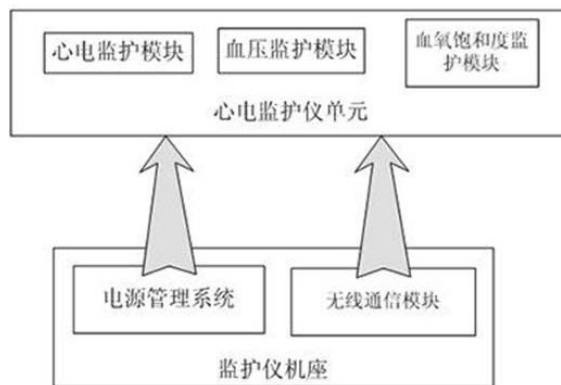 心电监护模块
血压监护模块
血氧饱和度监
护模块
心电监护仪单元
电源管理系统
无线通信模块
监护仪机座